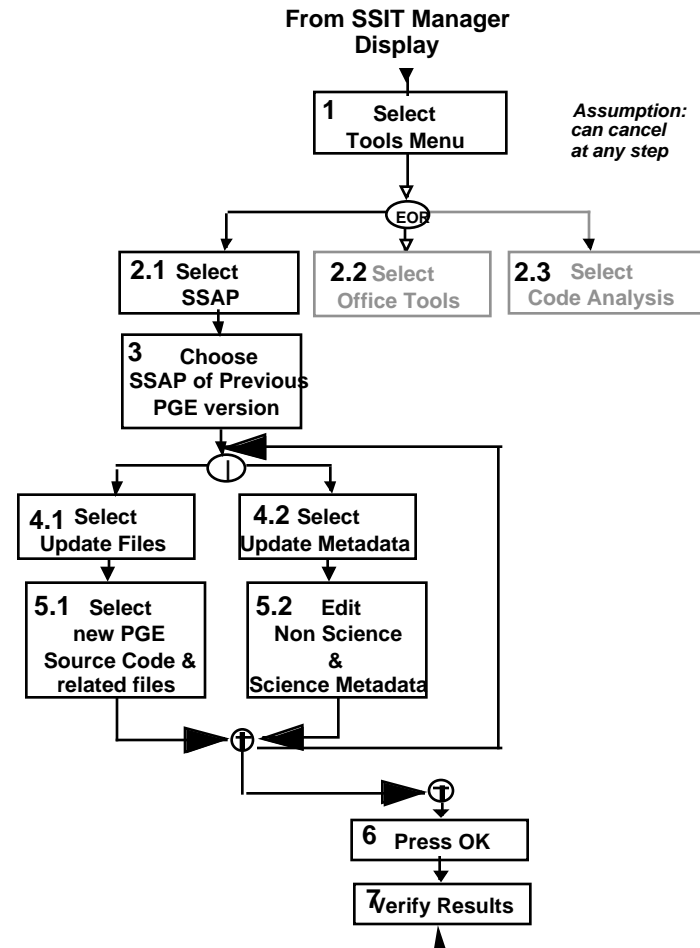 From SSIT Manager
Display
1 Select
Tools Menu
Assumption:
can cancel
at any step
EOR
2.1 Select
SSAP
2.2 Select
Office Tools
2.3 Select
Code Analysis
3 Choose
SSAP of Previous
PGE version
4.1 Select
Update Files
4.2 Select
Update Metadata
5.1 Select
new PGE
Source Code &
related files
5.2 Edit
Non Science
&
Science Metadata
6 Press OK
7 Verify Results